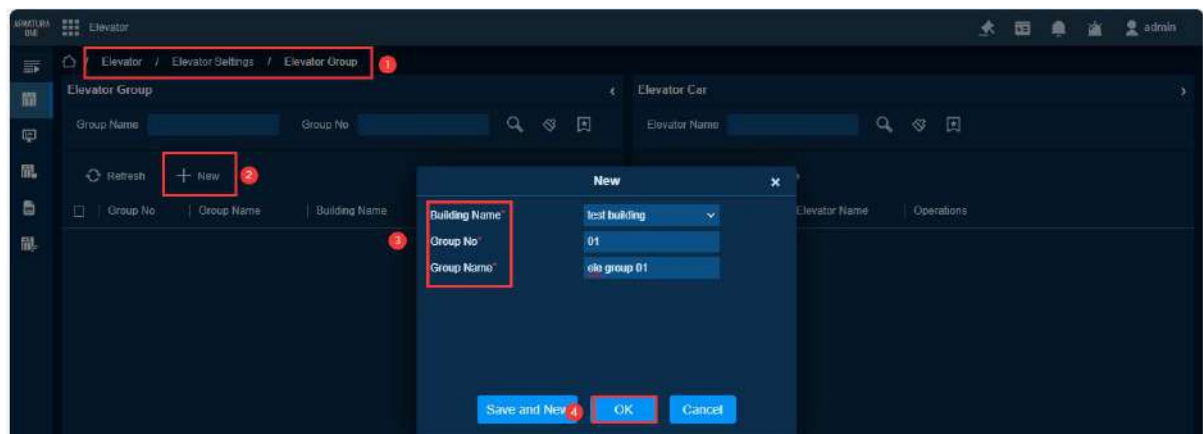 ARMATURA
ONE
Elevator
admin
/ Elevator / Elevator Settings / Elevator Group
1
Elevator Group
Elevator Car
Group Name
Group No
Elevator Name
Refresh
New
2
Group No
Group Name
Building Name
Elevator Name
Operations
New
Building Name*
test building
3
Group No*
01
Group Name*
ele group 01
Save and New
4
OK
Cancel